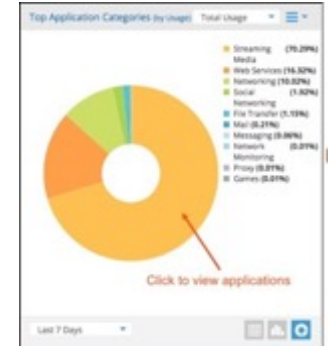 Top Application Categories (by Usage) Total Usage
Streaming (70.29%)
Media
Web Services (16.32%)
Networking (10.02%)
Social (1.92%)
Networking
File Transfer (1.15%)
Mail (0.21%)
Messaging (0.06%)
Network (0.01%)
Monitoring
Proxy (0.01%)
Games (0.01%)
Click to view applications
Last 7 Days